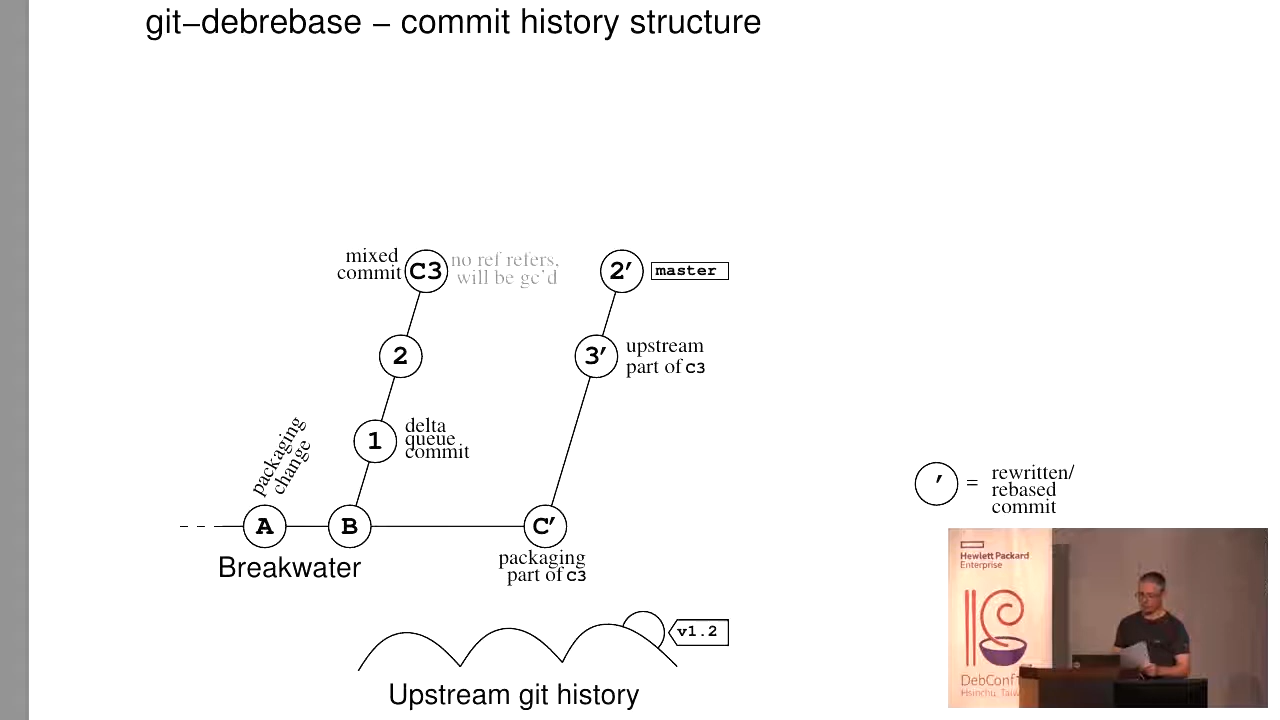 git–debrebase – commit history structure
mixed
commit
C3
no ref refers,
will be gc'd
2′
master
2
3′
upstream
part of c3
1
delta
queue
commit
packaging
change
′
=
rewritten/
rebased
commit
A
B
C′
Breakwater
packaging
part of c3
v1.2
Upstream git history
Hewlett Packard
Enterprise
DebConf
Hsinchu,